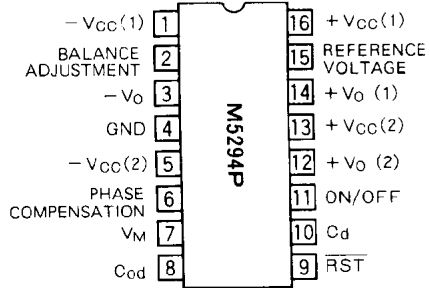 − VCC(1) 1
BALANCE ADJUSTMENT 2
− VO 3
GND 4
− VCC(2) 5
PHASE COMPENSATION 6
VM 7
Cod 8
M5294P
16 + VCC(1)
15 REFERENCE VOLTAGE
14 + VO (1)
13 + VCC(2)
12 + VO (2)
11 ON/OFF
10 Cd
9 RST